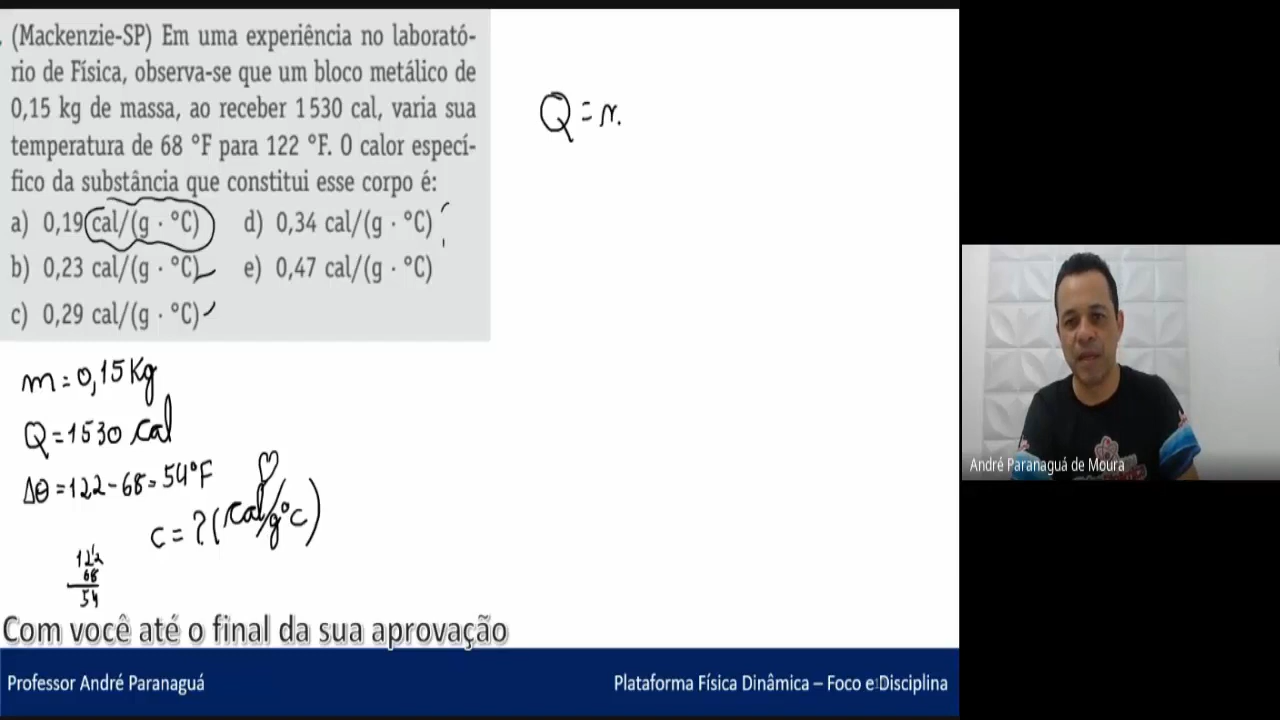 (Mackenzie-SP) Em uma experiência no laborató-
rio de Física, observa-se que um bloco metálico de
0,15 kg de massa, ao receber 1 530 cal, varia sua
temperatura de 68 °F para 122 °F. O calor especí-
fico da substância que constitui esse corpo é:
a) 0,19 cal/(g · °C) d) 0,34 cal/(g · °C)
b) 0,23 cal/(g · °C) e) 0,47 cal/(g · °C)
c) 0,29 cal/(g · °C)
Q = m
m = 0,15 Kg
Q = 1530 cal
Δθ = 122 - 68 = 54°F
c = ? (cal/g°C)
122
68
54
Com você até o final da sua aprovação
Professor André Paranaguá
Plataforma Física Dinâmica – Foco e Disciplina
André Paranaguá de Moura